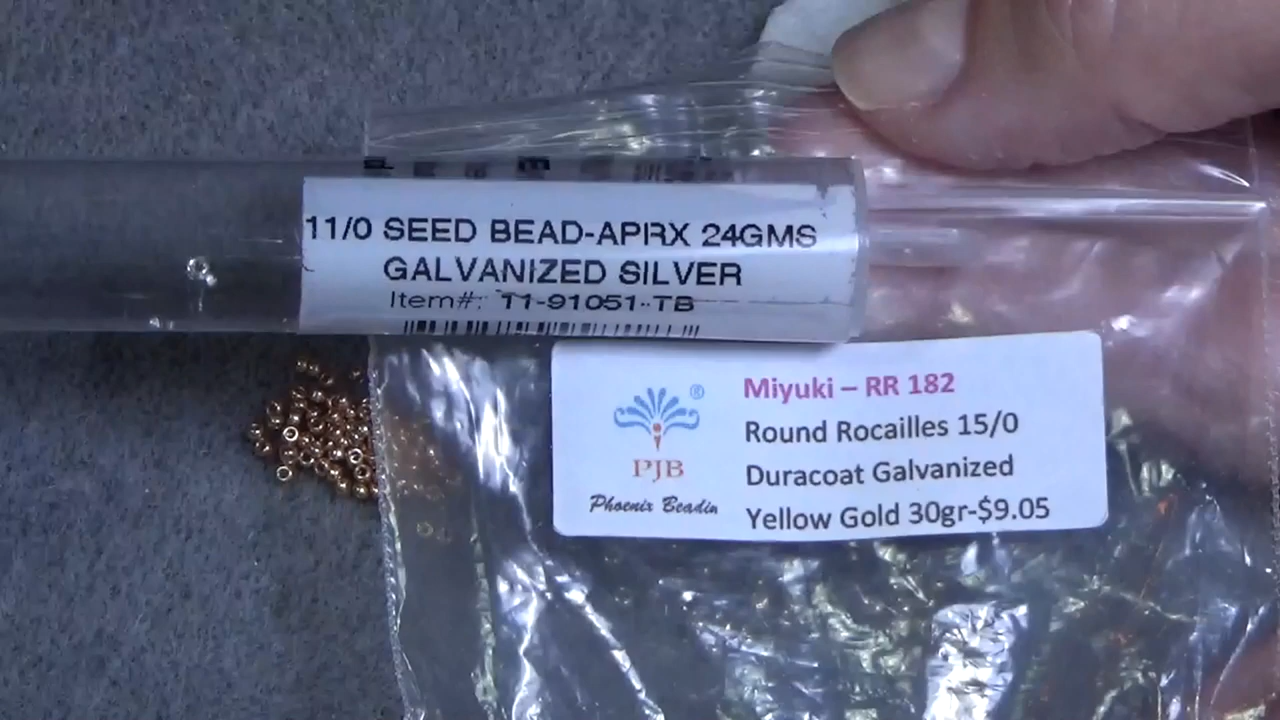 11/0 SEED BEAD-APRX 24GMS
GALVANIZED SILVER
Item#: T1-91051-TB
®
PJB
Phoenix Beadin
Miyuki – RR 182
Round Rocailles 15/0
Duracoat Galvanized
Yellow Gold 30gr-$9.05